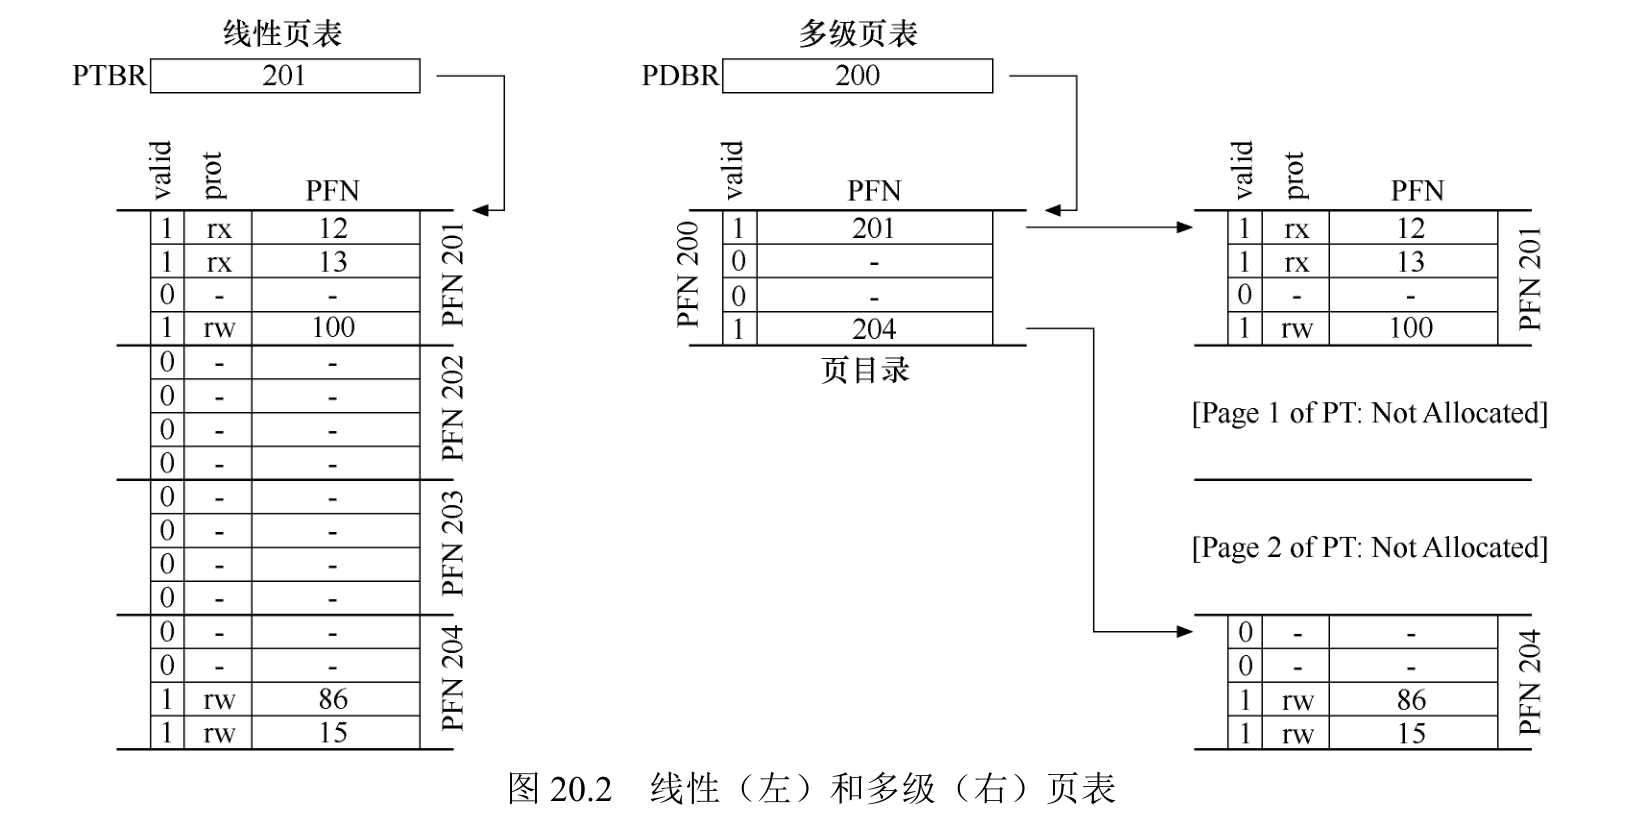 线性页表
PTBR 201
valid prot PFN
1 rx 12
1 rx 13
0 - -
1 rw 100
PFN 201
0 - -
0 - -
0 - -
0 - -
PFN 202
0 - -
0 - -
0 - -
0 - -
PFN 203
0 - -
0 - -
1 rw 86
1 rw 15
PFN 204
多级页表
PDBR 200
valid PFN
PFN 200
1 201
0 -
0 -
1 204
页目录
valid prot PFN
1 rx 12
1 rx 13
0 - -
1 rw 100
PFN 201
[Page 1 of PT: Not Allocated]
[Page 2 of PT: Not Allocated]
0 - -
0 - -
1 rw 86
1 rw 15
PFN 204
图 20.2 线性（左）和多级（右）页表